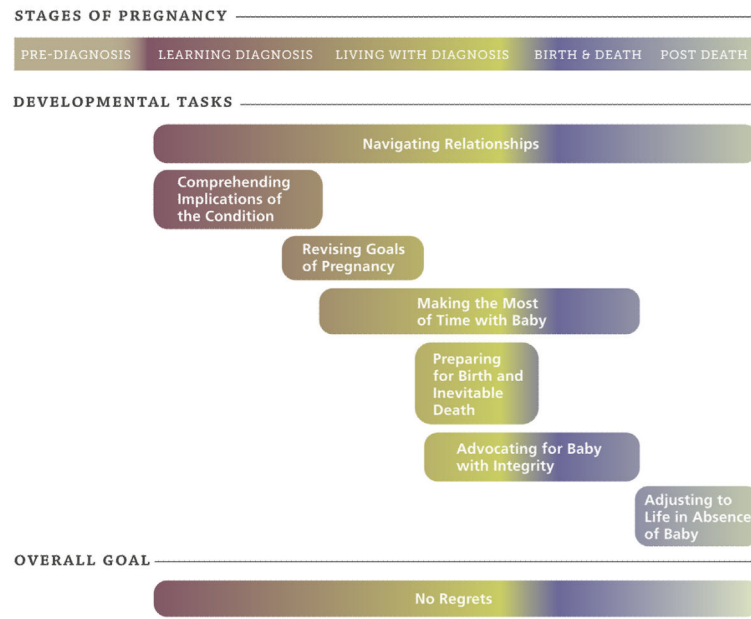 STAGES OF PREGNANCY
PRE-DIAGNOSIS LEARNING DIAGNOSIS LIVING WITH DIAGNOSIS BIRTH & DEATH POST DEATH
DEVELOPMENTAL TASKS
Navigating Relationships
Comprehending
Implications of
the Condition
Revising Goals
of Pregnancy
Making the Most
of Time with Baby
Preparing
for Birth and
Inevitable
Death
Advocating for Baby
with Integrity
Adjusting to
Life in Absence
of Baby
OVERALL GOAL
No Regrets